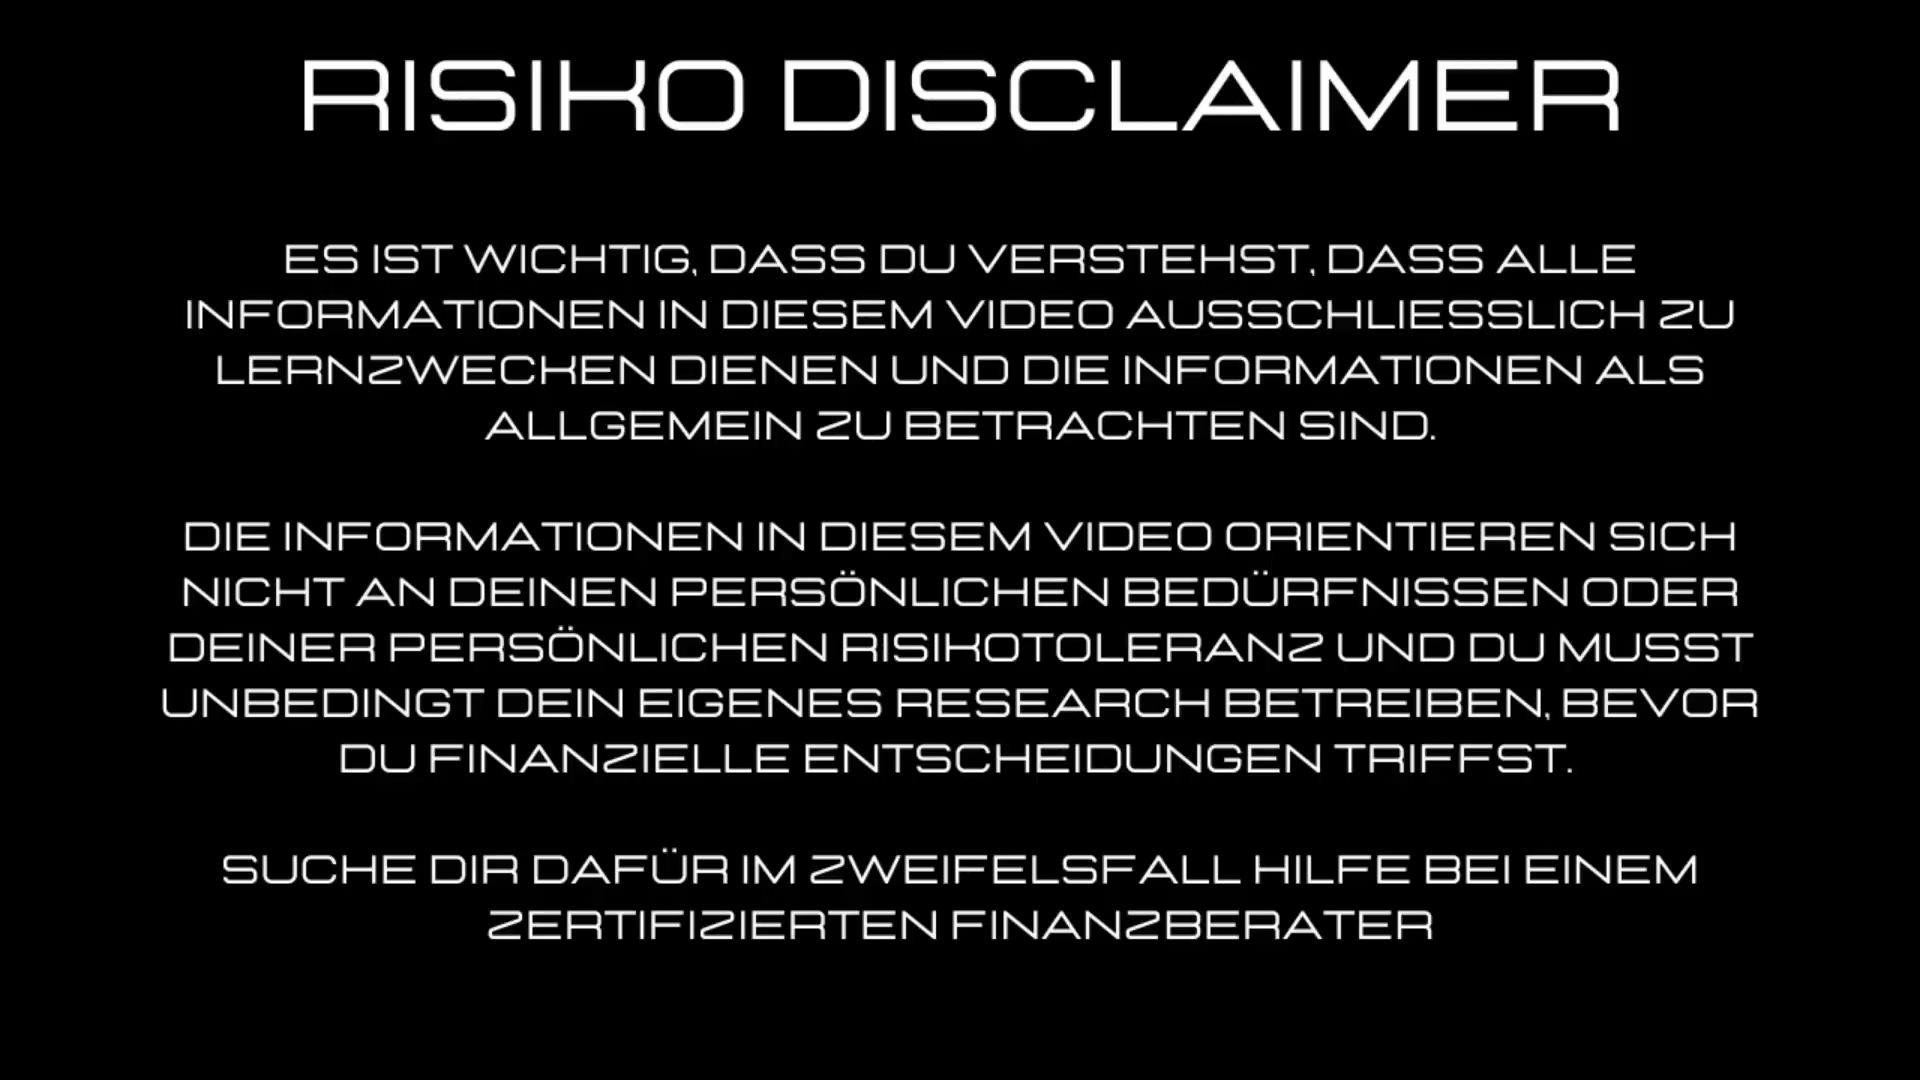 RISIKO DISCLAIMER
ES IST WICHTIG, DASS DU VERSTEHST, DASS ALLE
INFORMATIONEN IN DIESEM VIDEO AUSSCHLIESSLICH ZU
LERNZWECKEN DIENEN UND DIE INFORMATIONEN ALS
ALLGEMEIN ZU BETRACHTEN SIND.
DIE INFORMATIONEN IN DIESEM VIDEO ORIENTIEREN SICH
NICHT AN DEINEN PERSÖNLICHEN BEDÜRFNISSEN ODER
DEINER PERSÖNLICHEN RISIKOTOLERANZ UND DU MUSST
UNBEDINGT DEIN EIGENES RESEARCH BETREIBEN, BEVOR
DU FINANZIELLE ENTSCHEIDUNGEN TRIFFST.
SUCHE DIR DAFÜR IM ZWEIFELSFALL HILFE BEI EINEM
ZERTIFIZIERTEN FINANZBERATER